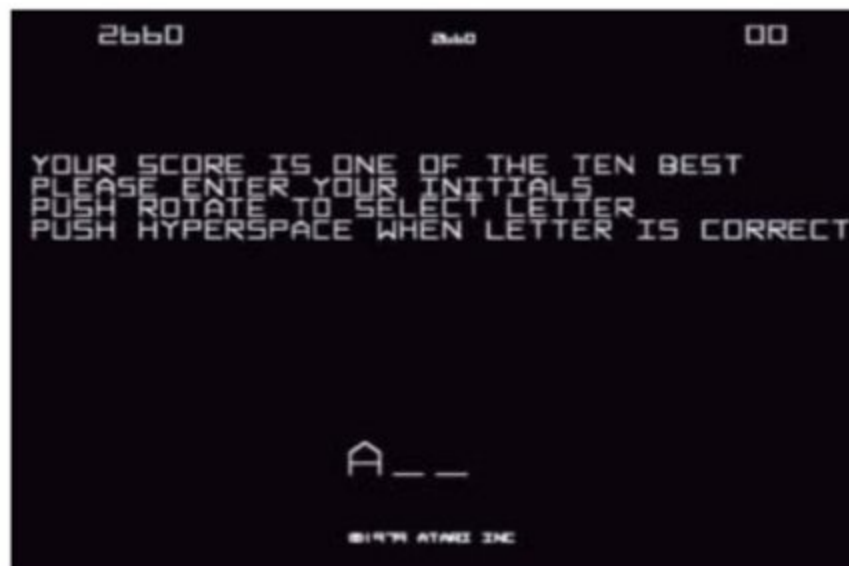 2660 2660 00
YOUR SCORE IS ONE OF THE TEN BEST
PLEASE ENTER YOUR INITIALS
PUSH ROTATE TO SELECT LETTER
PUSH HYPERSPACE WHEN LETTER IS CORRECT
A _ _
©1979 ATARI INC